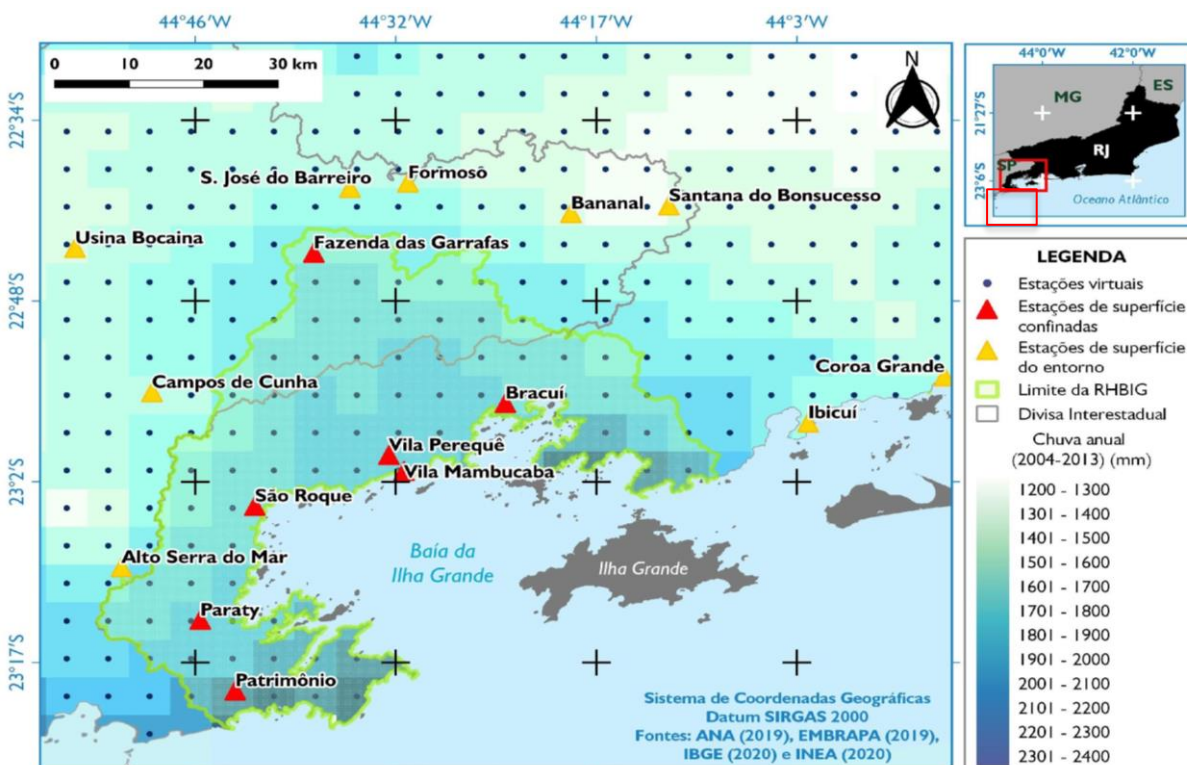 44°46'W 44°32'W 44°17'W 44°3'W
0 10 20 30 km
N
22°34'S
22°48'S
23°2'S
23°17'S
Formoso
S. José do Barreiro
Santana do Bonsucesso
Bananal
Usina Bocaina
Fazenda das Garrafas
Coroa Grande
Campos de Cunha
Bracuí
Ibicuí
Vila Perequê
Vila Mambucaba
São Roque
Alto Serra do Mar
Baía da
Ilha Grande
Ilha Grande
Paraty
Patrimônio
Sistema de Coordenadas Geográficas
Datum SIRGAS 2000
Fontes: ANA (2019), EMBRAPA (2019),
IBGE (2020) e INEA (2020)
44°0'W 42°0'W
21°27'S
23°6'S
MG
ES
RJ
SP
Oceano Atlântico
LEGENDA
Estações virtuais
Estações de superfície
confinadas
Estações de superfície
do entorno
Limite da RHBIG
Divisa Interestadual
Chuva anual
(2004-2013) (mm)
1200 - 1300
1301 - 1400
1401 - 1500
1501 - 1600
1601 - 1700
1701 - 1800
1801 - 1900
1901 - 2000
2001 - 2100
2101 - 2200
2201 - 2300
2301 - 2400